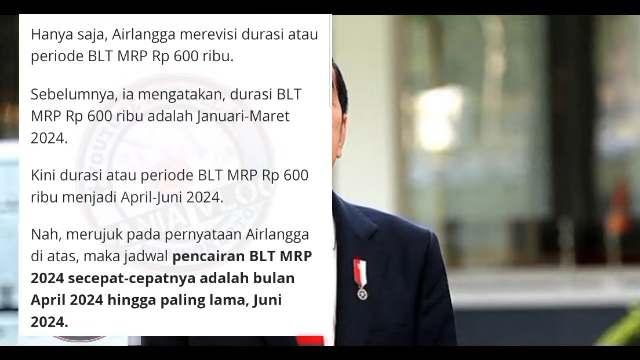 Hanya saja, Airlangga merevisi durasi atau
periode BLT MRP Rp 600 ribu.
Sebelumnya, ia mengatakan, durasi BLT
MRP Rp 600 ribu adalah Januari-Maret
2024.
Kini durasi atau periode BLT MRP Rp 600
ribu menjadi April-Juni 2024.
Nah, merujuk pada pernyataan Airlangga
di atas, maka jadwal pencairan BLT MRP
2024 secepat-cepatnya adalah bulan
April 2024 hingga paling lama, Juni
2024.